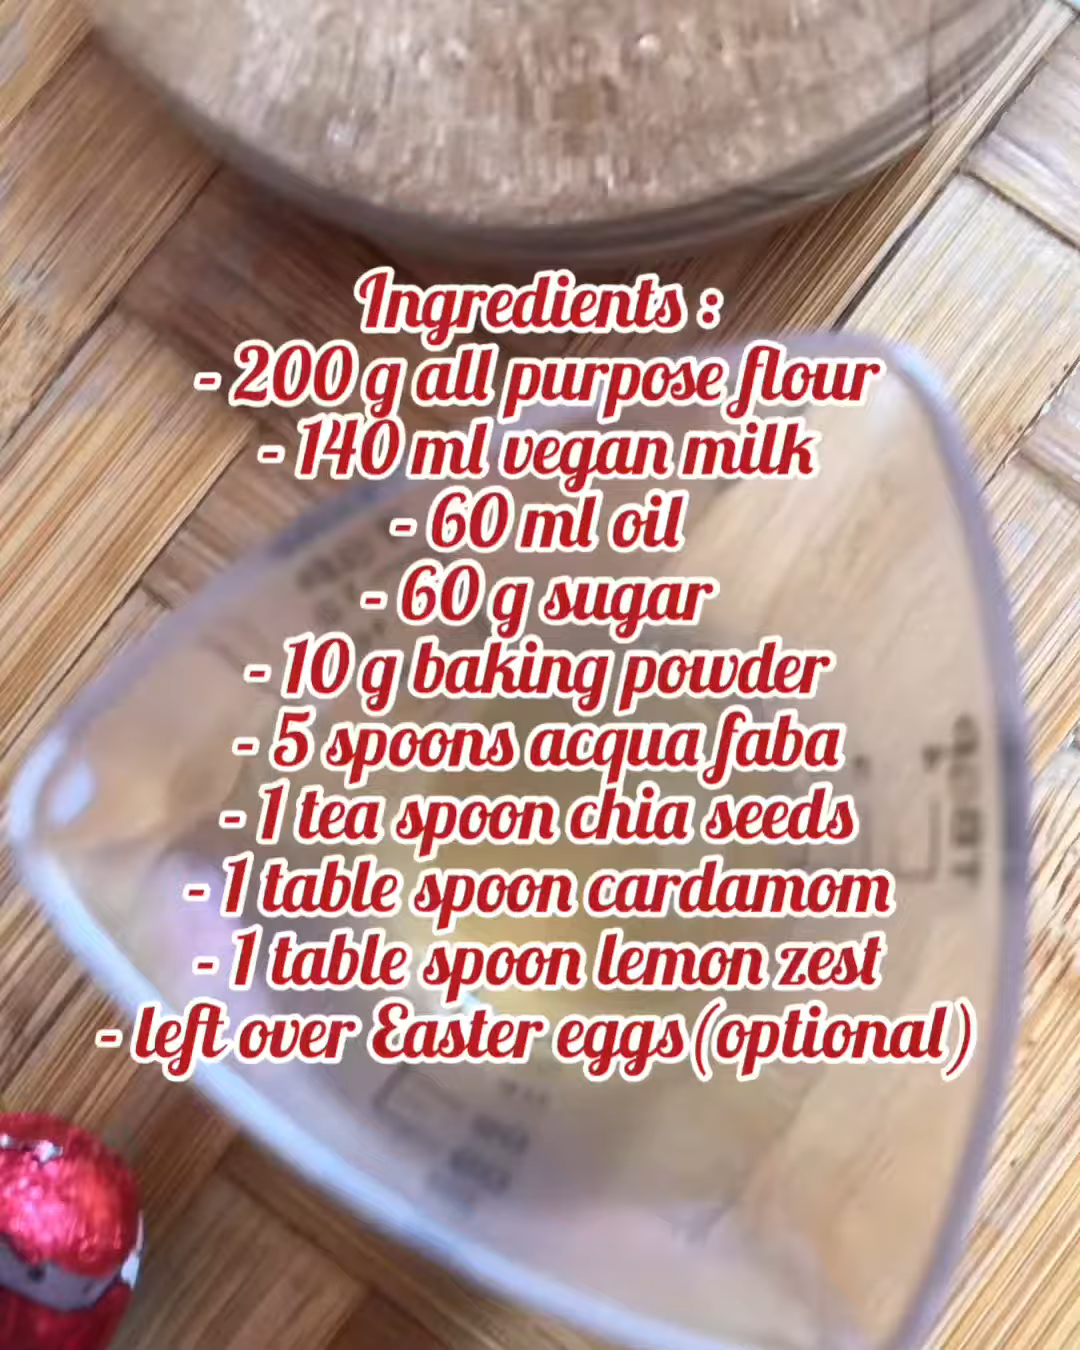 Ingredients :
- 200 g all purpose flour
- 140 ml vegan milk
- 60 ml oil
- 60 g sugar
- 10 g baking powder
- 5 spoons acqua faba
- 1 tea spoon chia seeds
- 1 table spoon cardamom
- 1 table spoon lemon zest
- left over Easter eggs (optional)